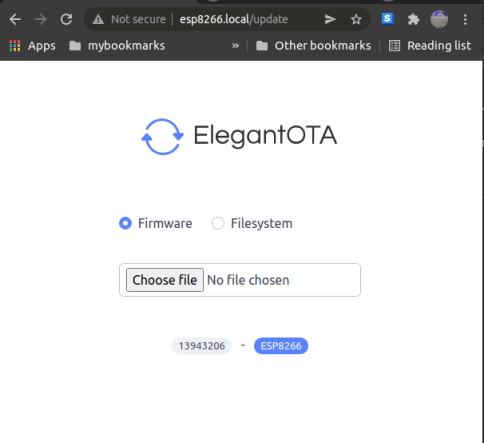 Not secure | esp8266.local/update
Apps mybookmarks » Other bookmarks Reading list
ElegantOTA
Firmware Filesystem
Choose file No file chosen
13943206 - ESP8266